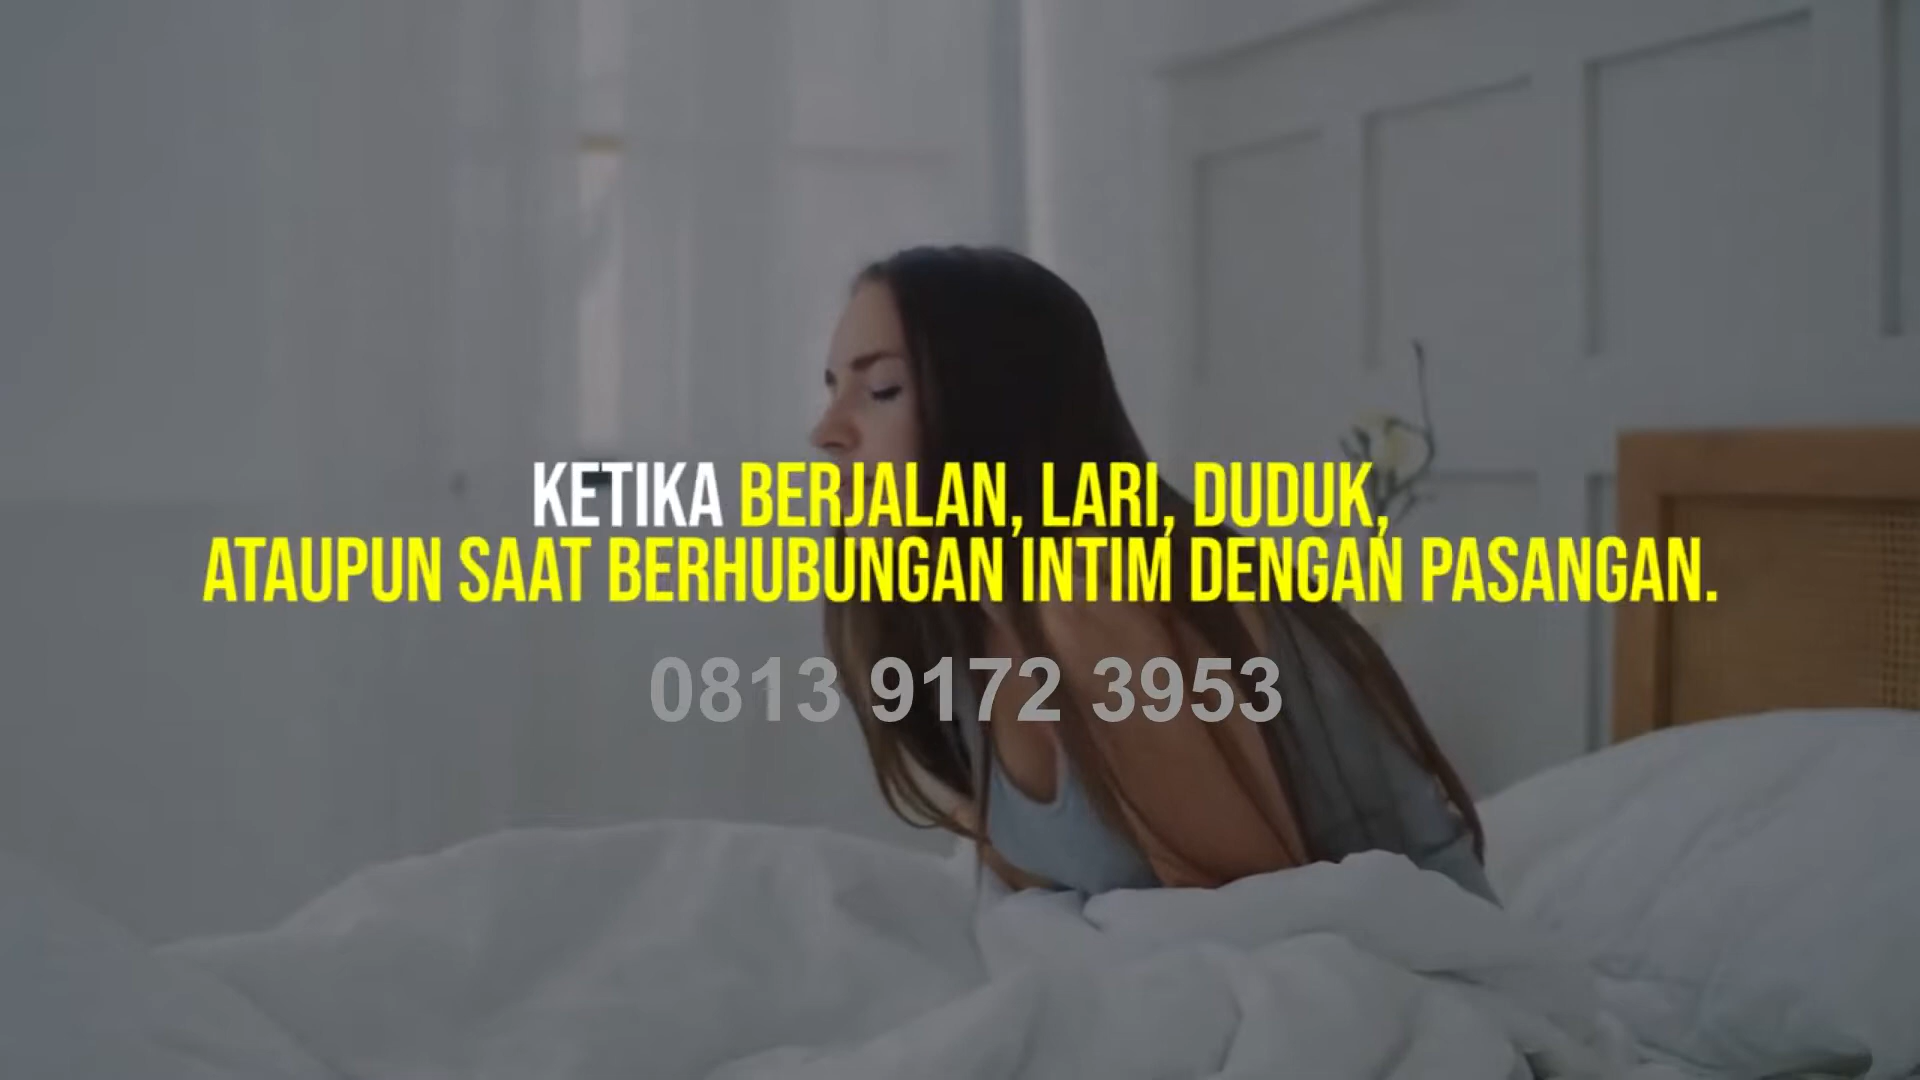 KETIKA BERJALAN, LARI, DUDUK,
ATAUPUN SAAT BERHUBUNGAN INTIM DENGAN PASANGAN.
0813 9172 3953